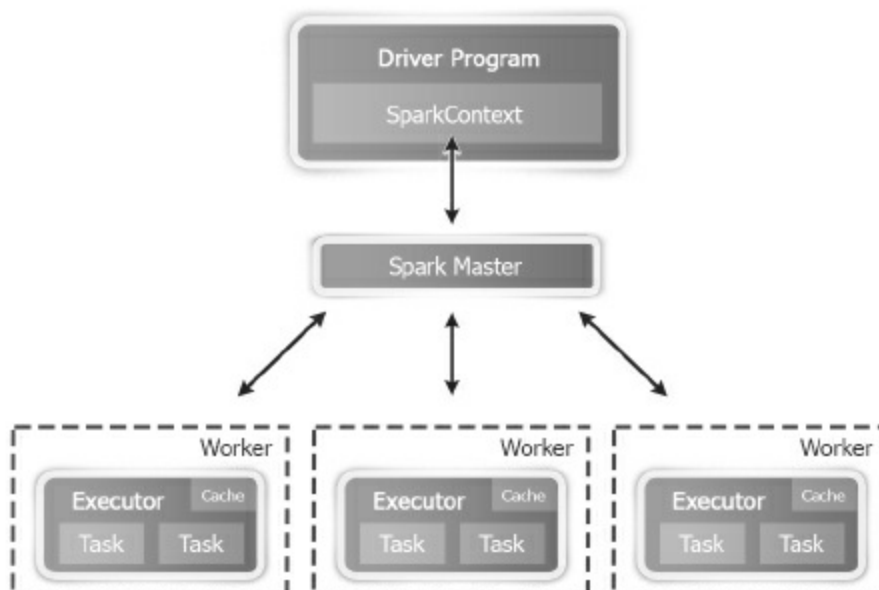 Driver Program
SparkContext
Spark Master
Worker Worker Worker
Executor Cache Executor Cache Executor Cache
Task Task Task Task Task Task